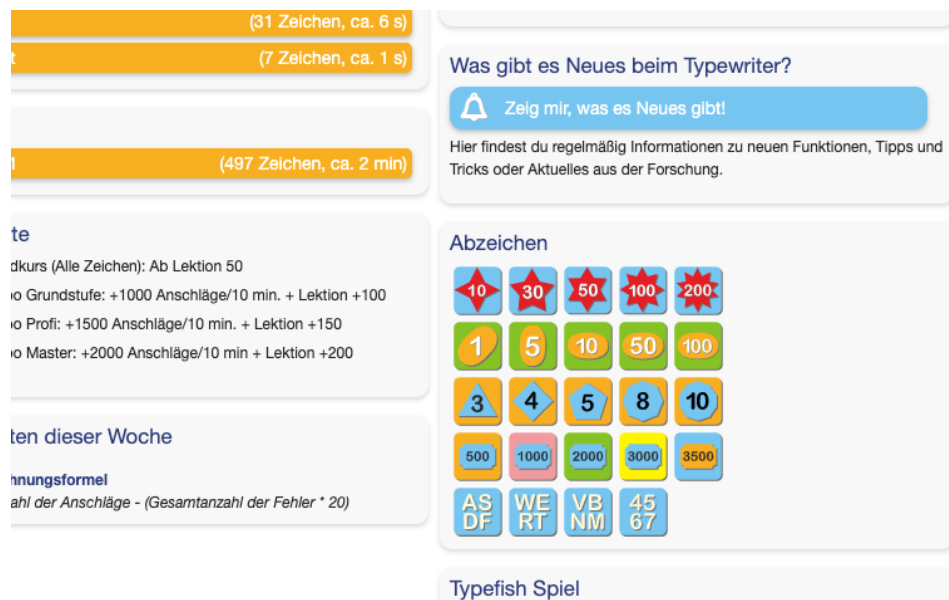 (31 Zeichen, ca. 6 s)
t (7 Zeichen, ca. 1 s)
(497 Zeichen, ca. 2 min)
te
dkurs (Alle Zeichen): Ab Lektion 50
o Grundstufe: +1000 Anschläge/10 min. + Lektion +100
o Profi: +1500 Anschläge/10 min. + Lektion +150
o Master: +2000 Anschläge/10 min + Lektion +200
ten dieser Woche
hnungsformel
ahl der Anschläge - (Gesamtanzahl der Fehler * 20)
Was gibt es Neues beim Typewriter?
Zeig mir, was es Neues gibt!
Hier findest du regelmäßig Informationen zu neuen Funktionen, Tipps und
Tricks oder Aktuelles aus der Forschung.
Abzeichen
10 30 50 100 200
1 5 10 50 100
3 4 5 8 10
500 1000 2000 3000 3500
AS WE VB 45
DF RT NM 67
Typefish Spiel